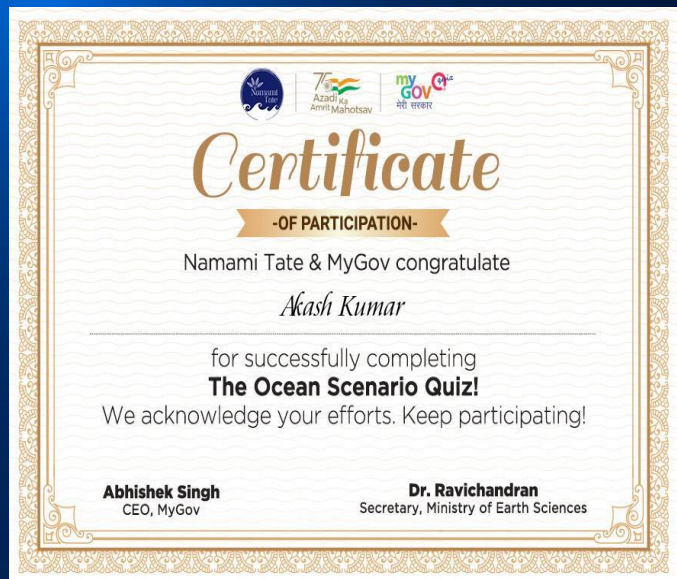 Namami
Tate
75
Azadi Ka
Amrit Mahotsav
my
GOV Quiz
मेरी सरकार
Certificate
-OF PARTICIPATION-
Namami Tate & MyGov congratulate
Akash Kumar
for successfully completing
The Ocean Scenario Quiz!
We acknowledge your efforts. Keep participating!
Abhishek Singh
CEO, MyGov
Dr. Ravichandran
Secretary, Ministry of Earth Sciences